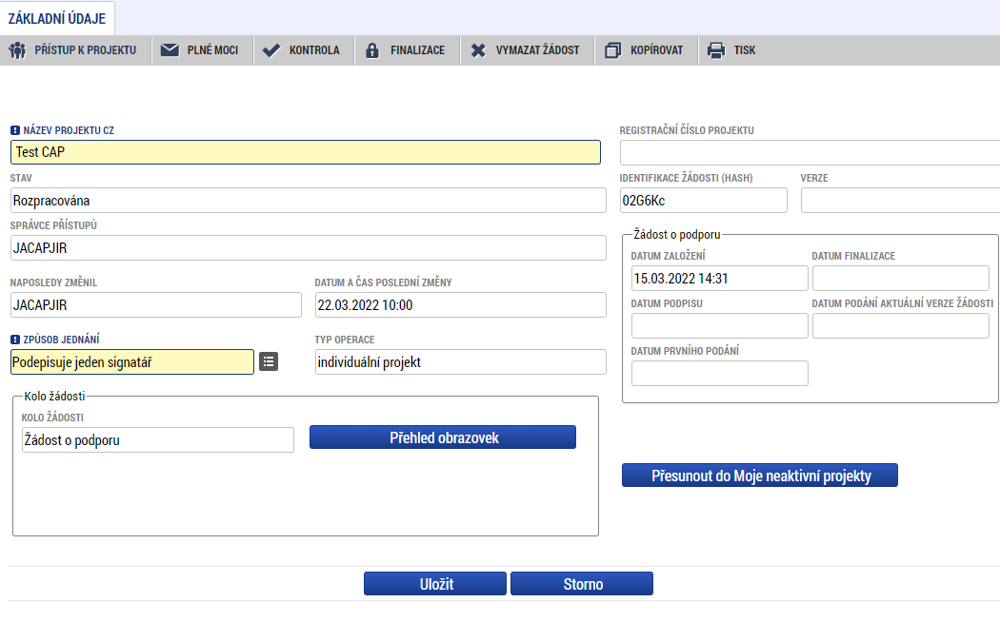 ZÁKLADNÍ ÚDAJE
PŘÍSTUP K PROJEKTU PLNÉ MOCI KONTROLA FINALIZACE VYMAZAT ŽÁDOST KOPÍROVAT TISK
NÁZEV PROJEKTU CZ
Test CAP
REGISTRAČNÍ ČÍSLO PROJEKTU
STAV
Rozpracována
IDENTIFIKACE ŽÁDOSTI (HASH) VERZE
02G6Kc
SPRÁVCE PŘÍSTUPŮ
JACAPJIR
NAPOSLEDY ZMĚNIL DATUM A ČAS POSLEDNÍ ZMĚNY
JACAPJIR 22.03.2022 10:00
ZPŮSOB JEDNÁNÍ TYP OPERACE
Podepisuje jeden signatář individuální projekt
Žádost o podporu
DATUM ZALOŽENÍ DATUM FINALIZACE
15.03.2022 14:31
DATUM PODPISU DATUM PODÁNÍ AKTUÁLNÍ VERZE ŽÁDOSTI
DATUM PRVNÍHO PODÁNÍ
Kolo žádosti
KOLO ŽÁDOSTI
Žádost o podporu Přehled obrazovek
Přesunout do Moje neaktivní projekty
Uložit Storno